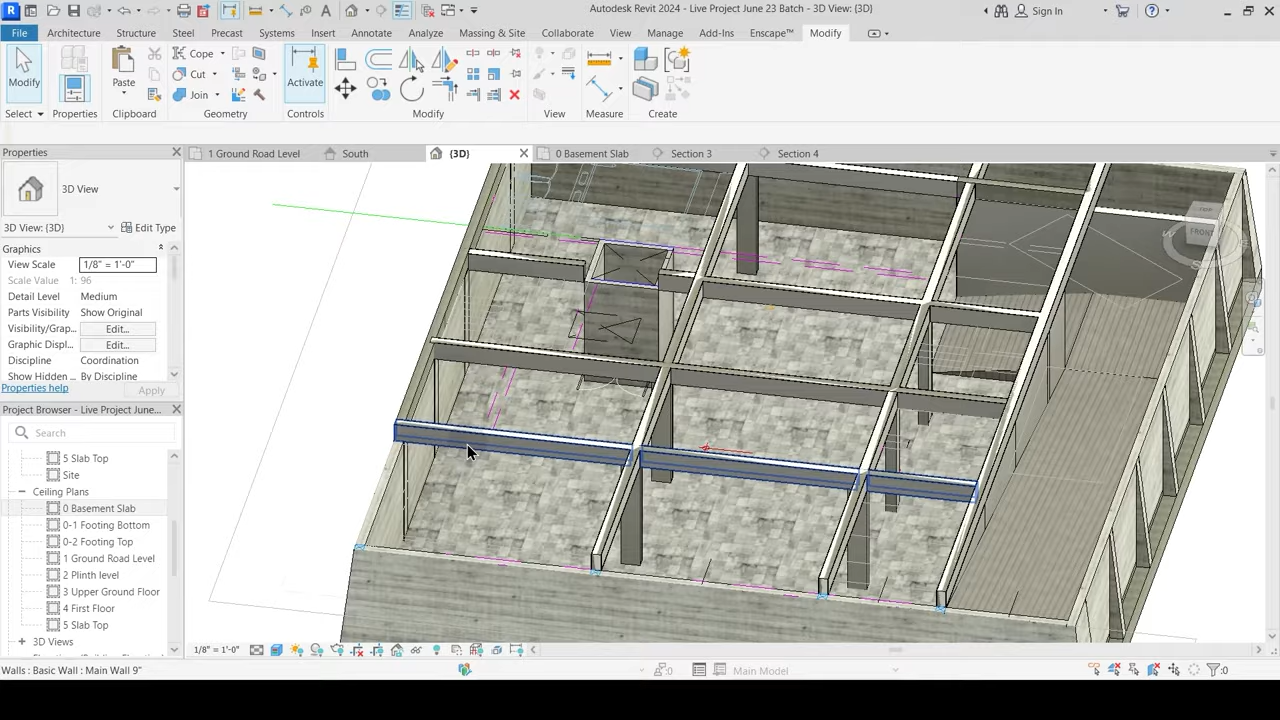 Autodesk Revit 2024 - Live Project June 23 Batch - 3D View: {3D}
Sign In
File Architecture Structure Steel Precast Systems Insert Annotate Analyze Massing & Site Collaborate View Manage Add-Ins Enscape™ Modify
Modify
Paste
Cope
Cut
Join
Activate
Select Properties Clipboard Geometry Controls Modify View Measure Create
Properties
1 Ground Road Level
South
{3D}
0 Basement Slab
Section 3
Section 4
3D View
3D View: {3D}
Edit Type
Graphics
View Scale 1/8" = 1'-0"
Scale Value 1: 96
Detail Level Medium
Parts Visibility Show Original
Visibility/Grap... Edit...
Graphic Displ... Edit...
Discipline Coordination
Show Hidden ... By Discipline
Properties help
Apply
Project Browser - Live Project June...
Search
5 Slab Top
Site
Ceiling Plans
0 Basement Slab
0-1 Footing Bottom
0-2 Footing Top
1 Ground Road Level
2 Plinth level
3 Upper Ground Floor
4 First Floor
5 Slab Top
3D Views
FRONT
1/8" = 1'-0"
Walls : Basic Wall : Main Wall 9"
:0
Main Model
:0